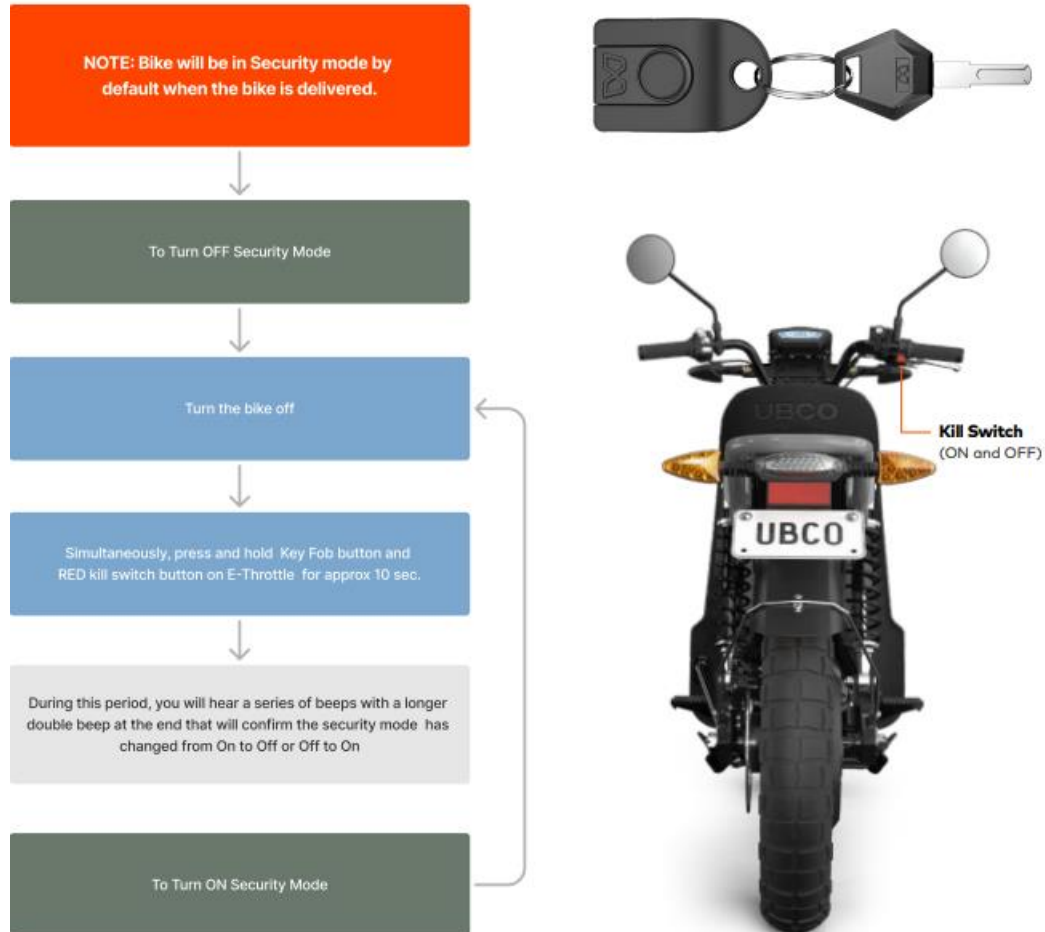 NOTE: Bike will be in Security mode by
default when the bike is delivered.
To Turn OFF Security Mode
Turn the bike off
Simultaneously, press and hold Key Fob button and
RED kill switch button on E-Throttle for approx 10 sec.
During this period, you will hear a series of beeps with a longer
double beep at the end that will confirm the security mode has
changed from On to Off or Off to On
To Turn ON Security Mode
UBCO
Kill Switch
(ON and OFF)
UBCO